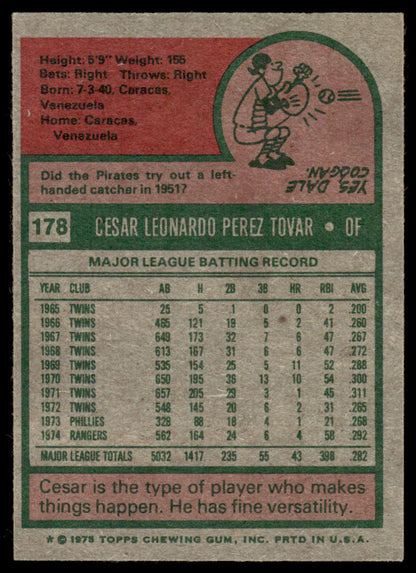 Height: 5'9" Weight: 155
Bats: Right Throws: Right
Born: 7-3-40, Caracas,
Venezuela
Home: Caracas,
Venezuela
YES, DALE
COOGAN.
Did the Pirates try out a left-
handed catcher in 1951?
178 CESAR LEONARDO PEREZ TOVAR • OF
MAJOR LEAGUE BATTING RECORD
YEAR CLUB AB H 2B 3B HR RBI AVG
1965 TWINS 25 5 1 0 0 2 .200
1966 TWINS 465 121 19 5 2 41 .260
1967 TWINS 649 173 32 7 6 47 .267
1968 TWINS 613 167 31 6 6 47 .272
1969 TWINS 535 154 25 5 11 52 .288
1970 TWINS 650 195 36 13 10 54 .300
1971 TWINS 657 205 29 3 1 45 .311
1972 TWINS 548 145 20 6 2 31 .265
1973 PHILLIES 328 88 18 4 1 21 .268
1974 RANGERS 562 164 24 6 4 58 .292
MAJOR LEAGUE TOTALS 5032 1417 235 55 43 398 .282
Cesar is the type of player who makes
things happen. He has fine versatility.
* © 1975 TOPPS CHEWING GUM, INC. PRTD IN U.S.A.